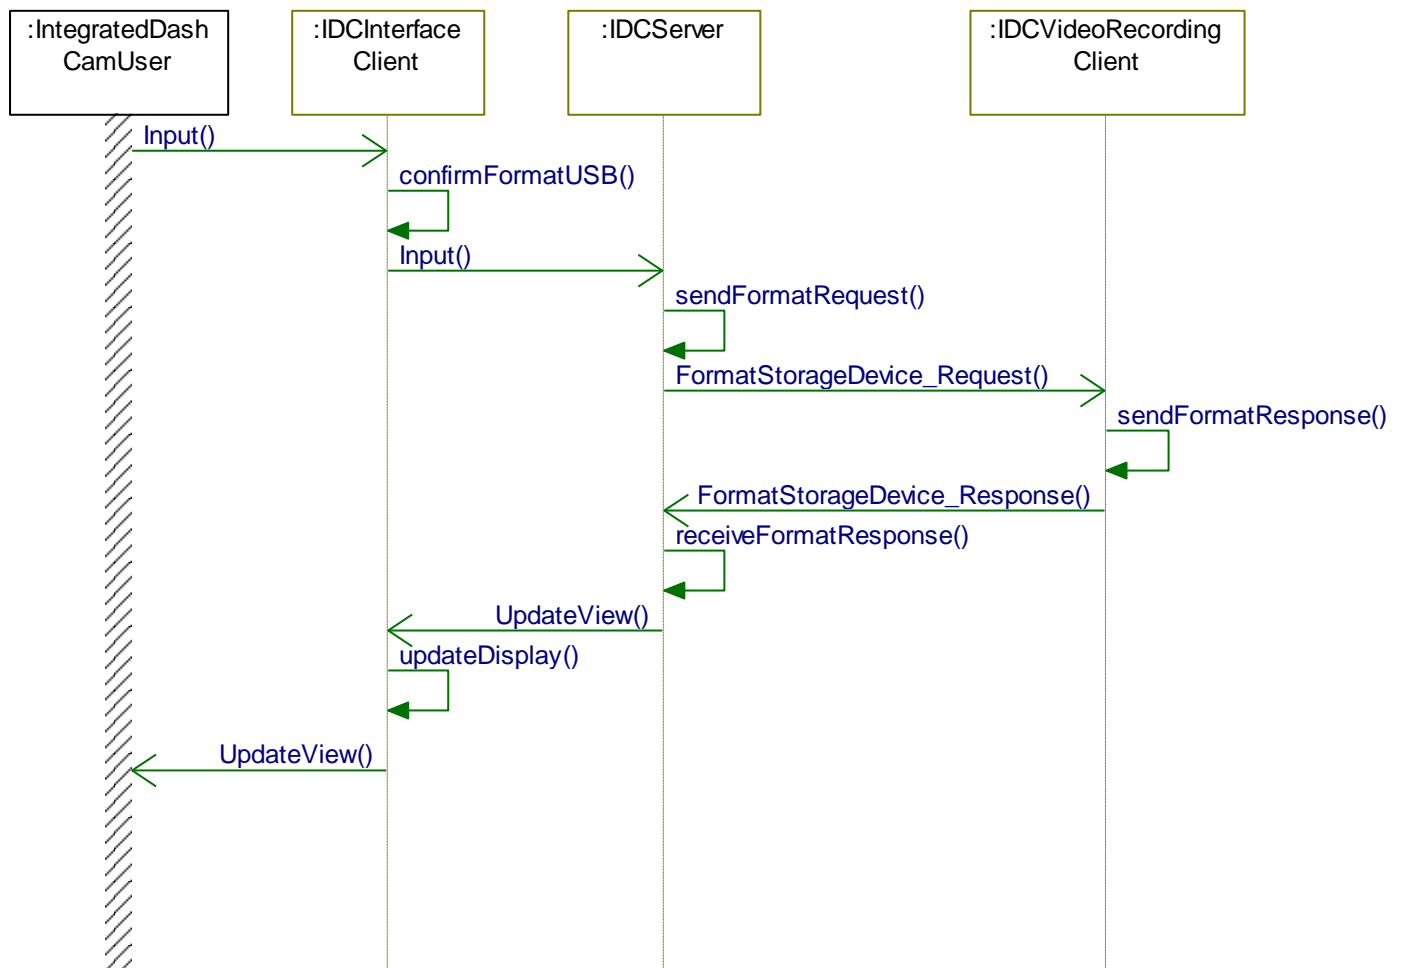 :IntegratedDash
CamUser
:IDCInterface
Client
:IDCServer
:IDCVideoRecording
Client
Input()
confirmFormatUSB()
Input()
sendFormatRequest()
FormatStorageDevice_Request()
sendFormatResponse()
FormatStorageDevice_Response()
receiveFormatResponse()
UpdateView()
updateDisplay()
UpdateView()